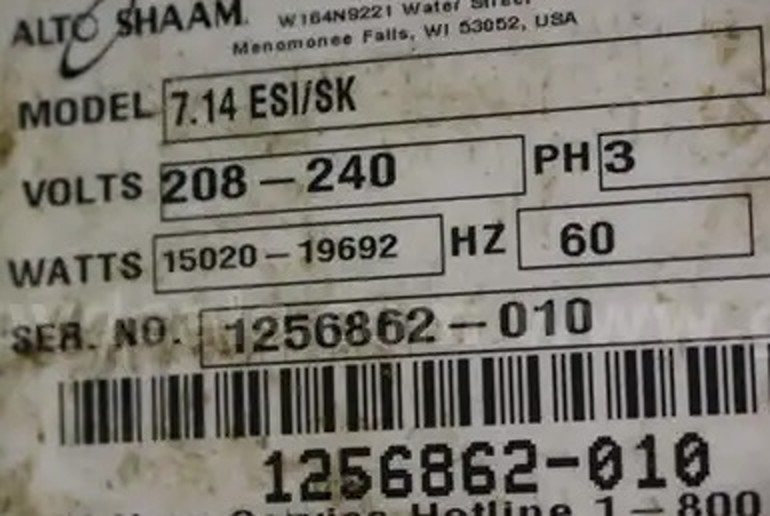 ALTO SHAAM. W164N9221 Water Street
Menomonee Falls, WI 53052, USA
MODEL 7.14 ESI/SK
VOLTS 208-240 PH 3
WATTS 15020-19692 HZ 60
SER. NO. 1256862-010
1256862-010
Service Hotline 1-800